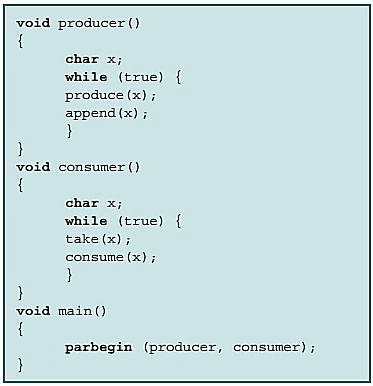 void producer()
{
char x;
while (true) {
produce(x);
append(x);
}
}
void consumer()
{
char x;
while (true) {
take(x);
consume(x);
}
}
void main()
{
parbegin (producer, consumer);
}